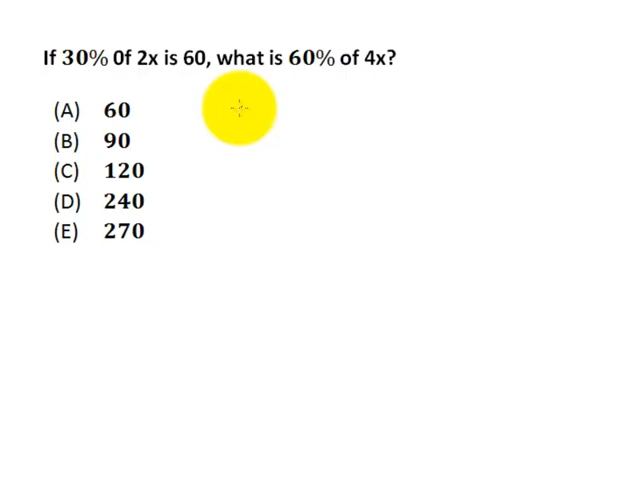 If 30% 0f 2x is 60, what is 60% of 4x?
(A) 60
(B) 90
(C) 120
(D) 240
(E) 270